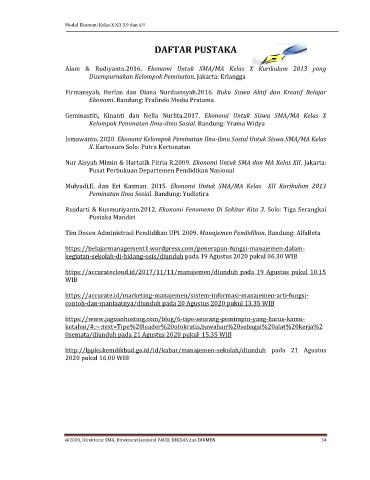 Modul Ekonomi Kelas X KD 3.9 dan 4.9
DAFTAR PUSTAKA
Alam & Rudiyanto.2016. Ekonomi Untuk SMA/MA Kelas X Kurikulum 2013 yang
Disempurnakan Kelompok Peminatan. Jakarta: Erlangga
Firmansyah, Herlan dan Diana Nurdiansyah.2016. Buku Siswa Aktif dan Kreatif Belajar
Ekonomi. Bandung: Frafindo Media Pratama.
Geminastiti, Kinanti dan Nella Nurlita.2017. Ekonomi Untuk Siswa SMA/MA Kelas X
Kelompok Peminatan Ilmu-ilmu Sosial. Bandung: Yrama Widya
Ismawanto. 2020. Ekonomi Kelompok Peminatan Ilmu-ilmu Sosial Untuk Siswa SMA/MA Kelas
X. Kartosuro Solo: Putra Kertonatan
Nur Aisyah Mimin & Hartatik Fitria R.2009. Ekonomi Untuk SMA dan MA Kelas XII. Jakarta:
Pusat Perbukuan Departemen Pendidikan Nasional
Mulyadi,E. dan Eri Kasman. 2015. Ekonomi Untuk SMA/MA Kelas XII Kurikulum 2013
Peminatan Ilmu Sosial. Bandung: Yudistira
Rusdarti & Kusmuriyanto.2012. Ekonomi Fenomena Di Sekitar Kita 3. Solo: Tiga Serangkai
Pustaka Mandiri
Tim Dosen Administrasi Pendidikan UPI. 2009. Manajemen Pendidikan. Bandung: AlfaBeta
https://belajarmanagement1.wordpress.com/penerapan-fungsi-manajemen-dalam-
kegiatan-sekolah-di-bidang-osis/diunduh pada 19 Agustus pukul 06.30 WIB
https://accuratecloud.id/2017/11/11/manajemen/diunduh pada 19 Agustus pukul 10.15
WIB
https://accurate.id/marketing-manajemen/sistem-informasi-manajemen-arti-fungsi-
contoh-dan-manfaatnya/diunduh pada 20 Agustus pukul 13.35 WIB
https://www.jagoanhosting.com/blog/6-tipe-seorang-pemimpin-yang-harus-kamu-
ketahui/#:~:text=Tipe%20leader%20otokratis,bawahan%20sebagai%20alat%20kerja%2
0semata/diunduh pada 21 Agustus 2020 pukul 15.35 WIB
http://lppks.kemdikbud.go.id/id/kabar/manajemen-sekolah/diunduh pada 21 Agustus
2020 pukul 16.00 WIB
@2020, Direktorat SMA, Direktorat Jenderal PAUD, DIKDAS dan DIKMEN 34